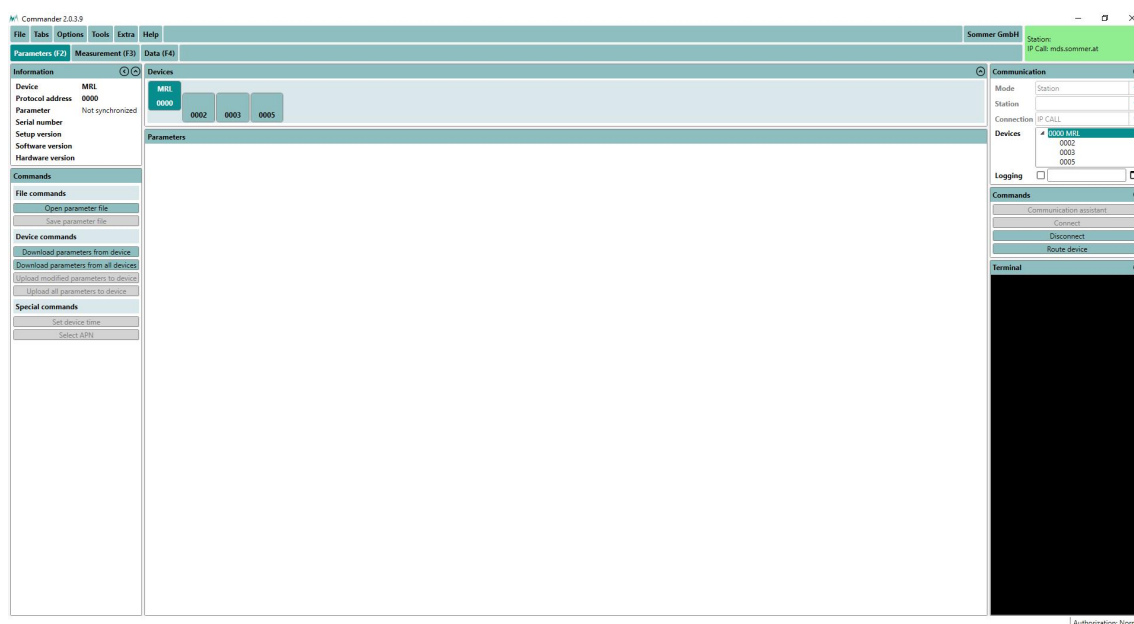 Commander 2.0.3.9
File Tabs Options Tools Extra Help
Sommer GmbH
Station:
IP Call: mds.sommer.at
Parameters (F2) Measurement (F3) Data (F4)
Information
Device MRL
Protocol address 0000
Parameter Not synchronized
Serial number
Setup version
Software version
Hardware version
Commands
File commands
Open parameter file
Save parameter file
Device commands
Download parameters from device
Download parameters from all devices
Upload modified parameters to device
Upload all parameters to device
Special commands
Set device time
Select APN
Devices
MRL
0000
0002 0003 0005
Parameters
Communication
Mode Station
Station
Connection IP CALL
Devices 0000 MRL
0002
0003
0005
Logging
Commands
Communication assistant
Connect
Disconnect
Route device
Terminal
Authorization: